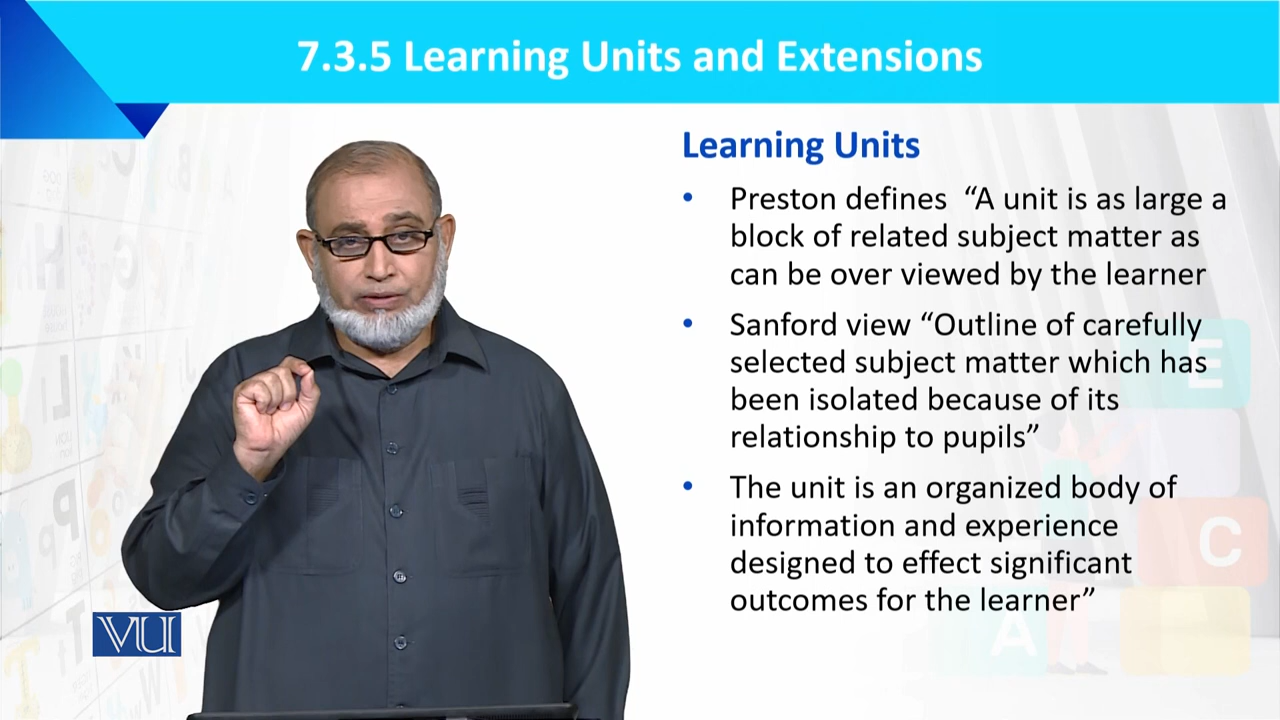 7.3.5 Learning Units and Extensions
Learning Units
• Preston defines “A unit is as large a
block of related subject matter as
can be over viewed by the learner
• Sanford view “Outline of carefully
selected subject matter which has
been isolated because of its
relationship to pupils”
• The unit is an organized body of
information and experience
designed to effect significant
outcomes for the learner”
VU
E
C
A